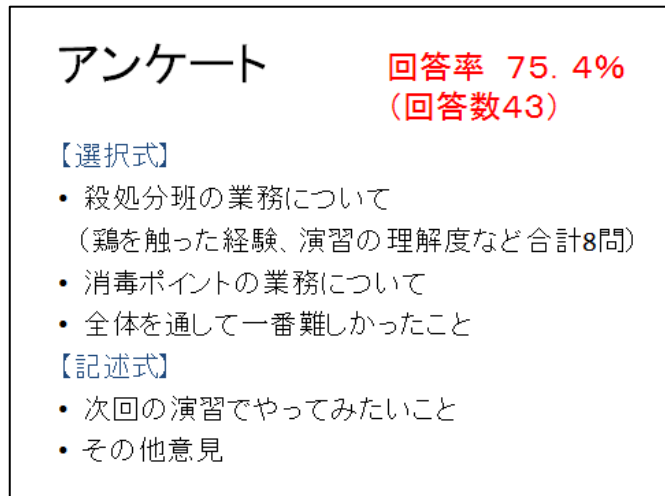 アンケート
回答率 75.4%
(回答数43)
【選択式】
• 殺処分班の業務について
(鶏を触った経験、演習の理解度など合計8問)
• 消毒ポイントの業務について
• 全体を通して一番難しかったこと
【記述式】
• 次回の演習でやってみたいこと
• その他意見